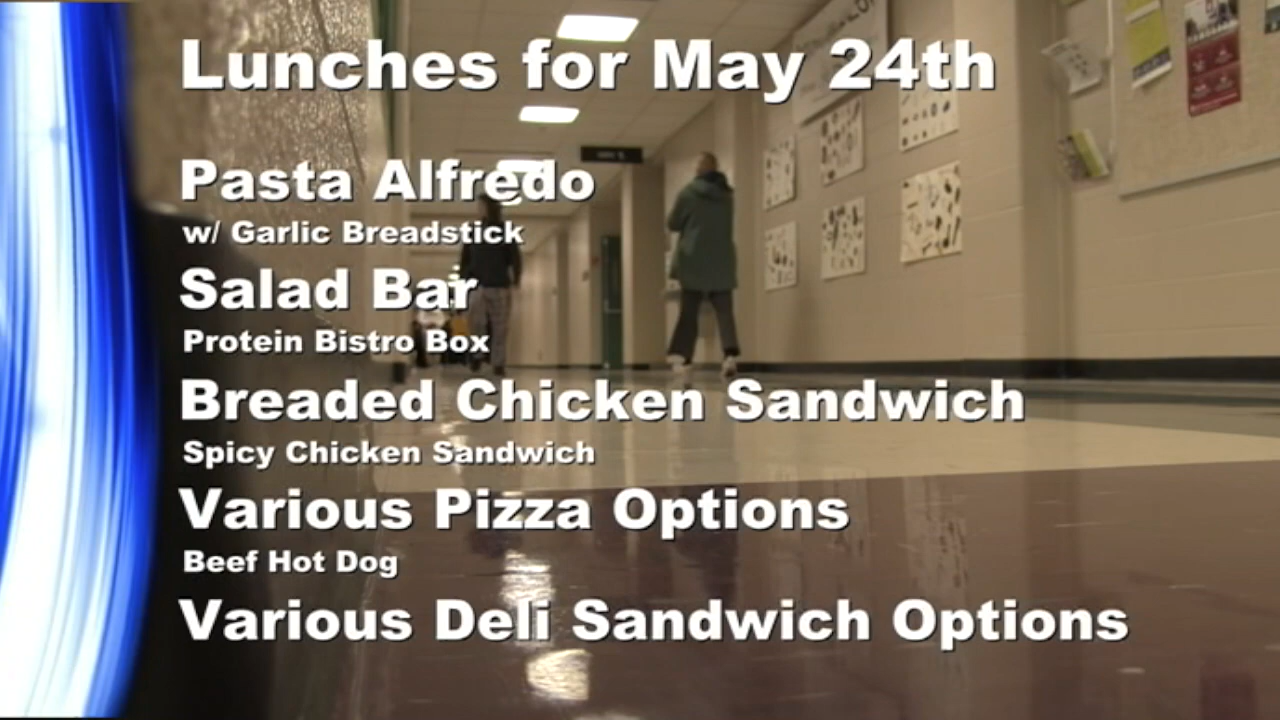 Lunches for May 24th
Pasta Alfredo
w/ Garlic Breadstick
Salad Bar
Protein Bistro Box
Breaded Chicken Sandwich
Spicy Chicken Sandwich
Various Pizza Options
Beef Hot Dog
Various Deli Sandwich Options